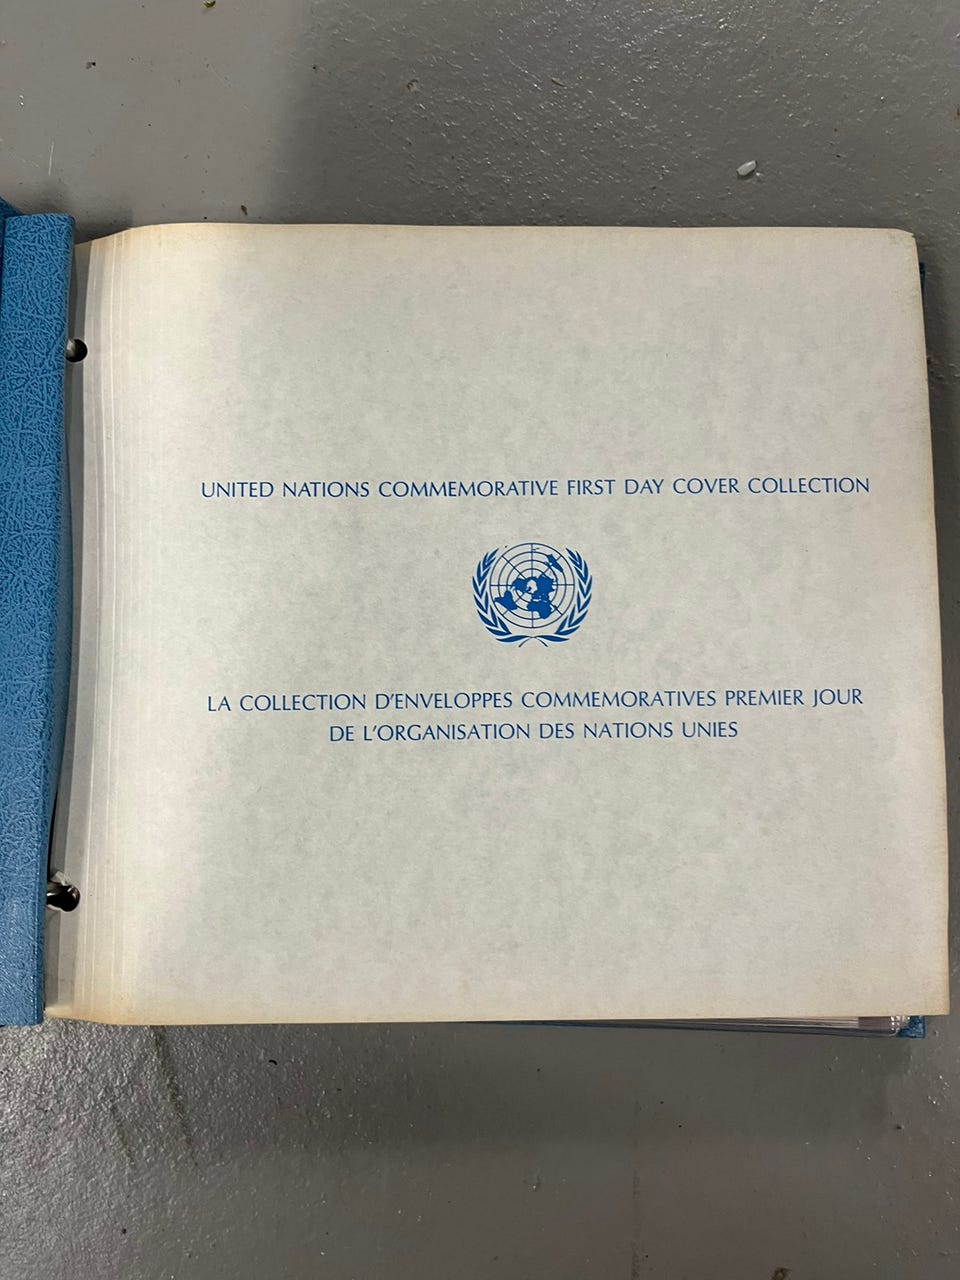 UNITED NATIONS COMMEMORATIVE FIRST DAY COVER COLLECTION
LA COLLECTION D'ENVELOPPES COMMEMORATIVES PREMIER JOUR
DE L'ORGANISATION DES NATIONS UNIES